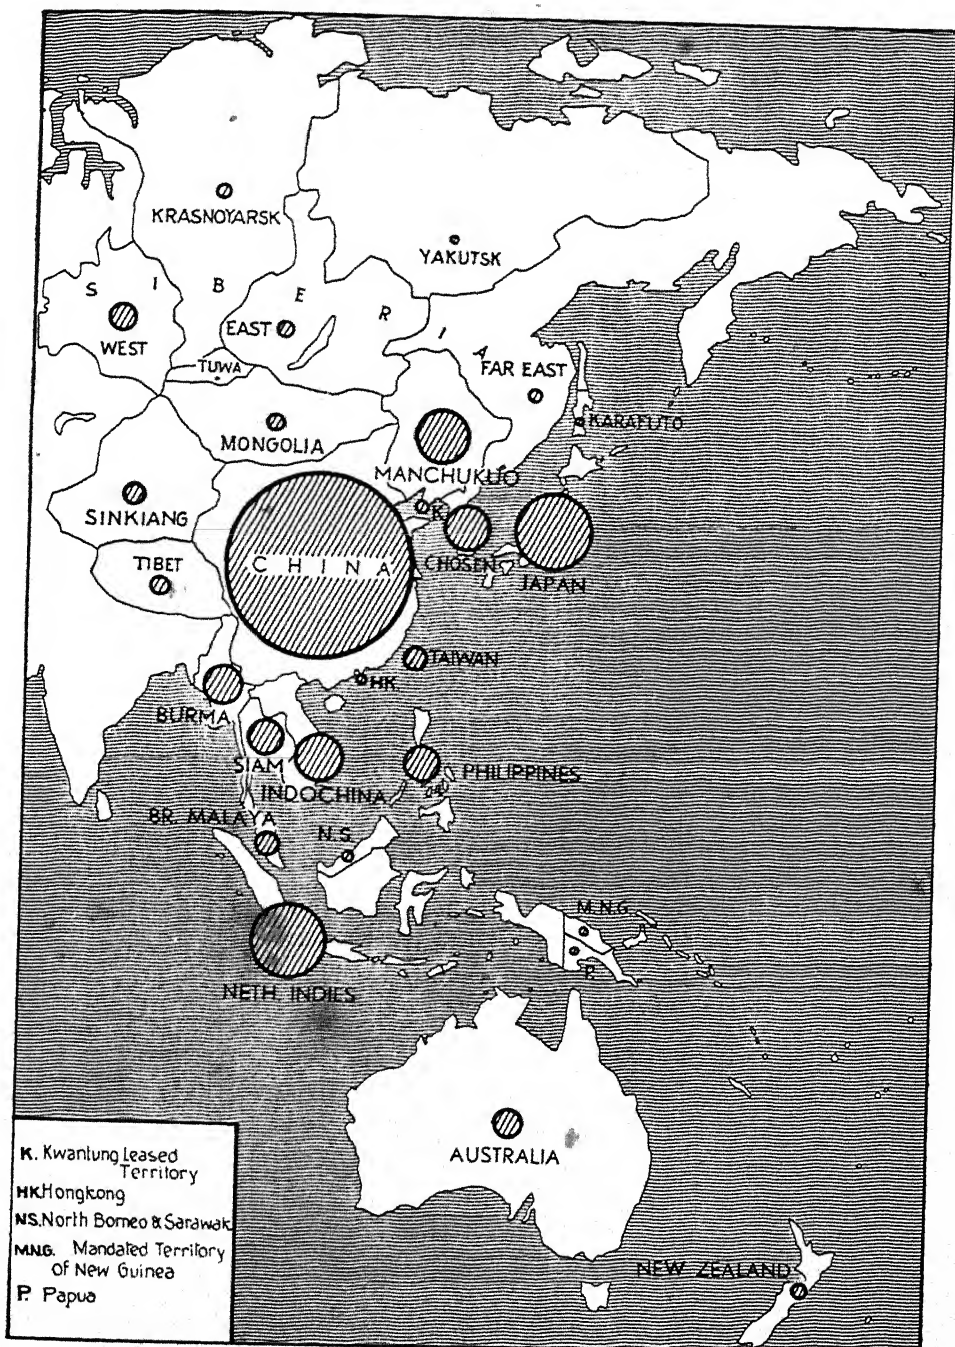 KRASNOYARSK
YAKUTSK
S I B E R I A
EAST
WEST
TUWA
FAR EAST
KARAFUTO
MONGOLIA
MANCHUKUO
SINKIANG
K.
CHINA
TIBET
CHOSEN
JAPAN
TAIWAN
HK.
BURMA
SIAM
PHILIPPINES
INDOCHINA
BR. MALAYA
N.S.
M.N.G.
P.
NETH. INDIES
AUSTRALIA
NEW ZEALAND
K. Kwantung Leased
Territory
HK Hongkong
NS. North Borneo & Sarawak
M.N.G. Mandated Territory
of New Guinea
P. Papua